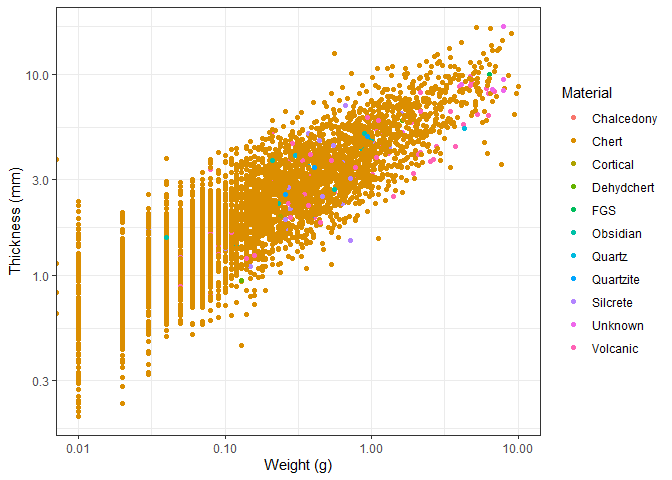 10.0
3.0
1.0
0.3
Thickness (mm)
0.01 0.10 1.00 10.00
Weight (g)
Material
Chalcedony
Chert
Cortical
Dehydchert
FGS
Obsidian
Quartz
Quartzite
Silcrete
Unknown
Volcanic